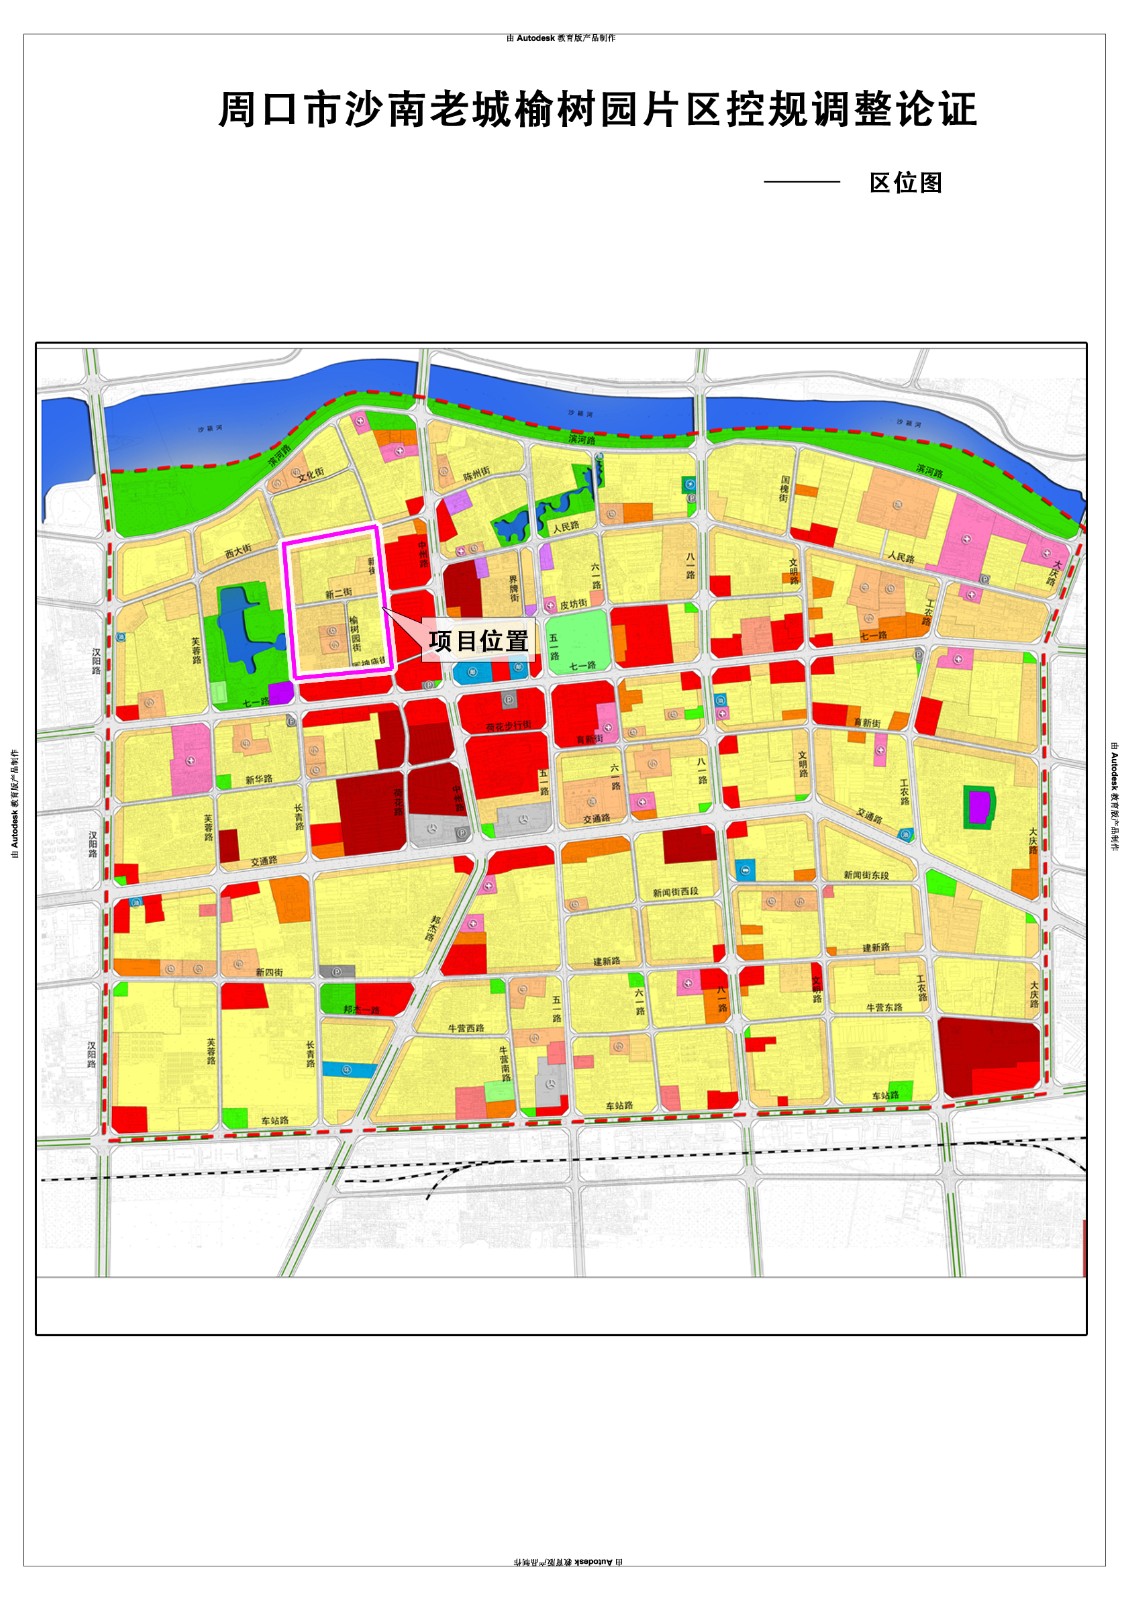 由 Autodesk 教育版产品制作
周口市沙南老城榆树园片区控规调整论证
—— 区位图
沙颍河
沙颍河
沙颍河
滨河路
滨河路
滨河路
文化街
陈州街
国槐街
人民路
人民路
西大街
中州路
新街
新二街
榆树园街
界牌街
六一路
八一路
文明路
工农路
大庆路
皮坊街
项目位置
五一路
七一路
七一路
七一路
芙蓉路
汉阳路
荷花步行街
育新街
育新街
新华路
长青路
荷花路
中州路
五一路
六一路
八一路
文明路
工农路
交通路
交通路
交通路
芙蓉路
汉阳路
大庆路
新闻街西段
新闻街东段
邦杰路
建新路
建新路
新四街
邦杰一路
五一路
六一路
八一路
文明路
工农路
大庆路
牛营西路
牛营东路
牛营南路
芙蓉路
长青路
汉阳路
车站路
车站路
车站路
由 Autodesk 教育版产品制作
由 Autodesk 教育版产品制作
由 Autodesk 教育版产品制作